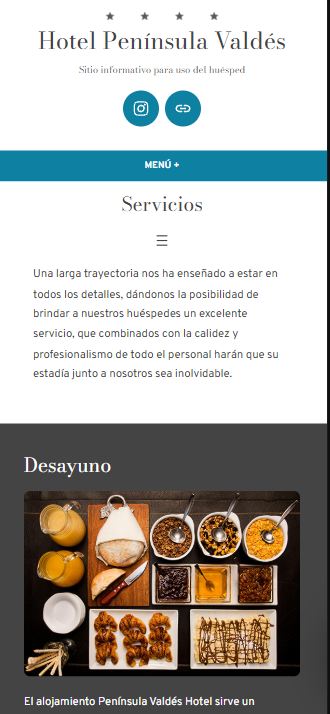 Hotel Península Valdés
Sitio informativo para uso del huésped
MENÚ +
Servicios
Una larga trayectoria nos ha enseñado a estar en
todos los detalles, dándonos la posibilidad de
brindar a nuestros huéspedes un excelente
servicio, que combinados con la calidez y
profesionalismo de todo el personal harán que su
estadía junto a nosotros sea inolvidable.
Desayuno
El alojamiento Península Valdés Hotel sirve un